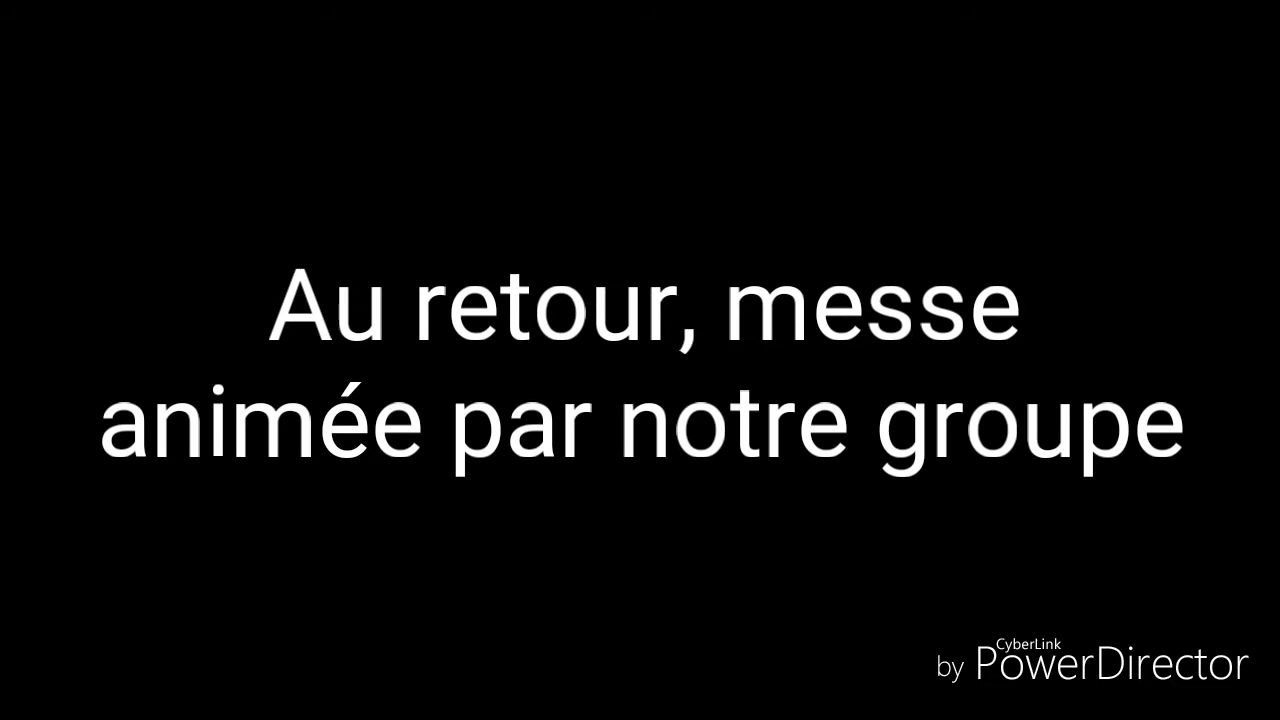 Au retour, messe
animée par notre groupe
CyberLink
by PowerDirector